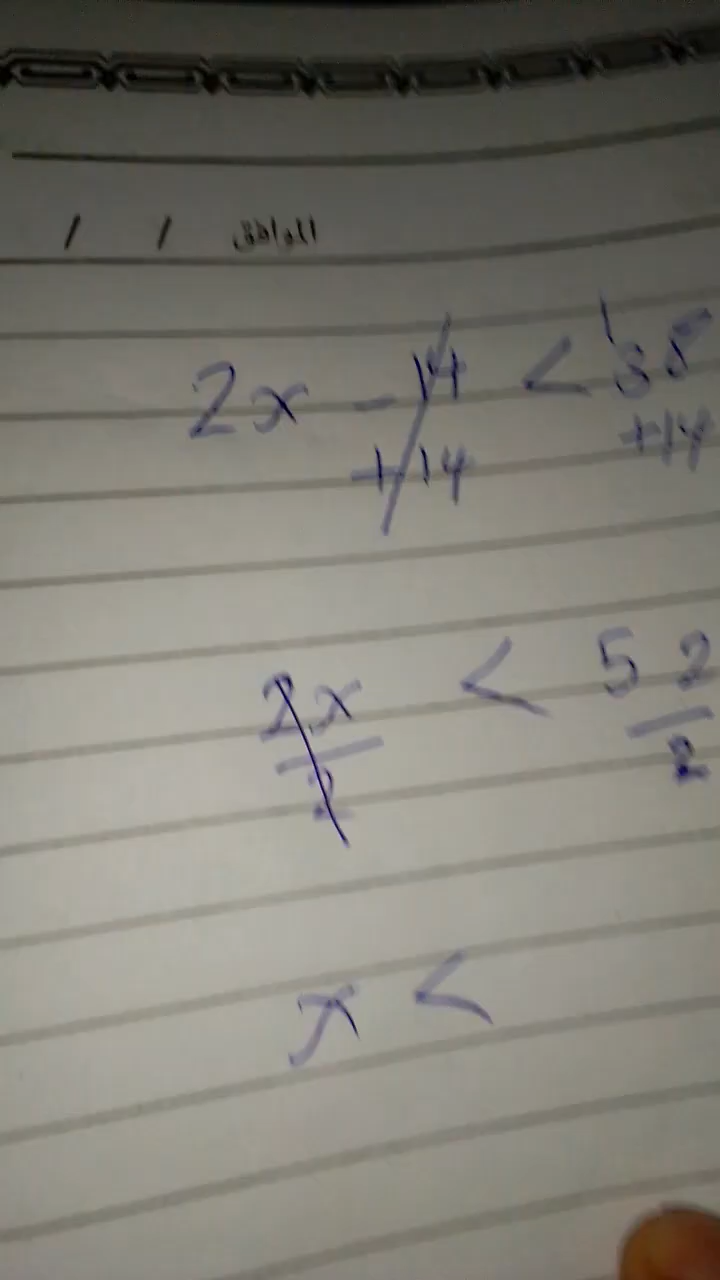 الموافق / /
2x - 14 < 38
+14 +14
2x < 52
2 2
x <